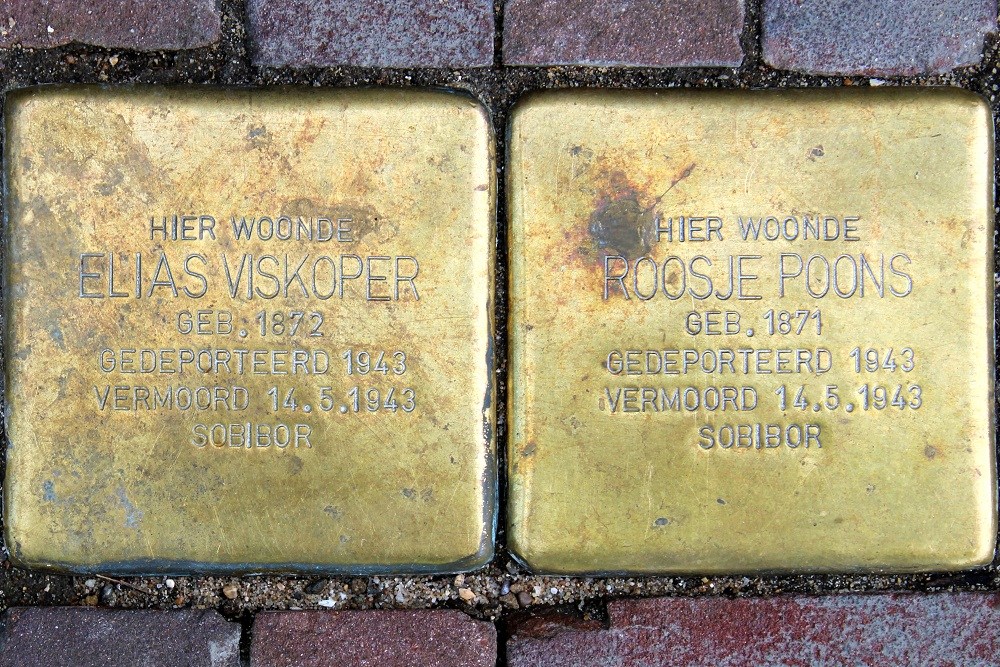 HIER WOONDE
ELIAS VISKOPER
GEB. 1872
GEDEPORTEERD 1943
VERMOORD 14.5.1943
SOBIBOR
HIER WOONDE
ROOSJE POONS
GEB. 1871
GEDEPORTEERD 1943
VERMOORD 14.5.1943
SOBIBOR